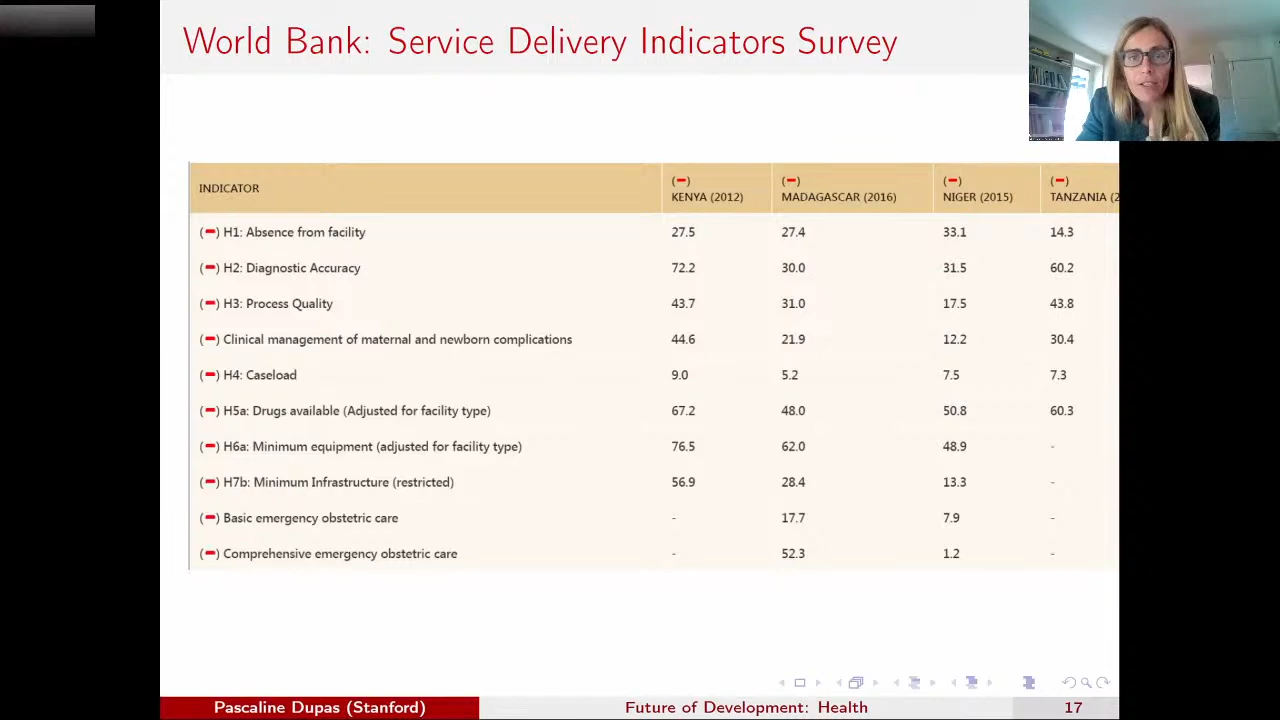 World Bank: Service Delivery Indicators Survey
INDICATOR (-) KENYA (2012) (-) MADAGASCAR (2016) (-) NIGER (2015) (-) TANZANIA (2
(-) H1: Absence from facility 27.5 27.4 33.1 14.3
(-) H2: Diagnostic Accuracy 72.2 30.0 31.5 60.2
(-) H3: Process Quality 43.7 31.0 17.5 43.8
(-) Clinical management of maternal and newborn complications 44.6 21.9 12.2 30.4
(-) H4: Caseload 9.0 5.2 7.5 7.3
(-) H5a: Drugs available (Adjusted for facility type) 67.2 48.0 50.8 60.3
(-) H6a: Minimum equipment (adjusted for facility type) 76.5 62.0 48.9 -
(-) H7b: Minimum Infrastructure (restricted) 56.9 28.4 13.3 -
(-) Basic emergency obstetric care - 17.7 7.9 -
(-) Comprehensive emergency obstetric care - 52.3 1.2 -
Pascaline Dupas (Stanford) Future of Development: Health 17